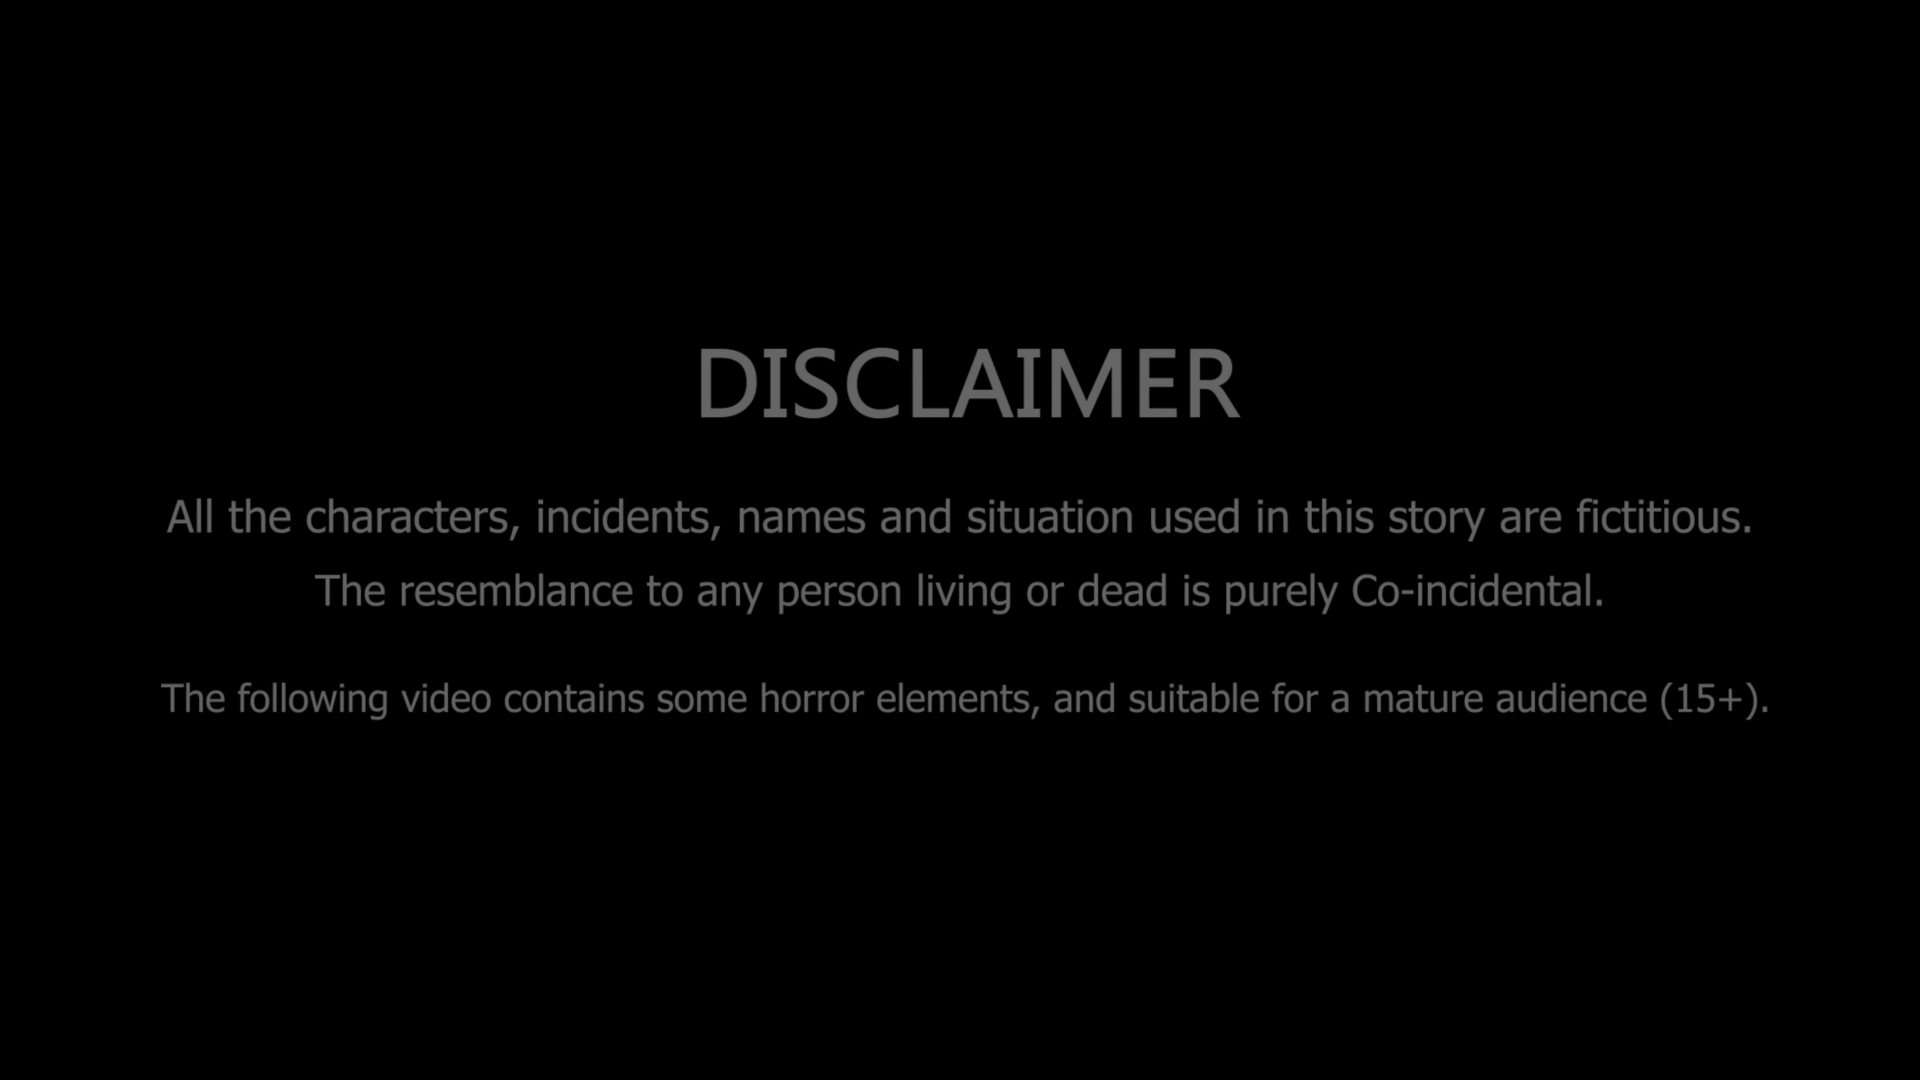 DISCLAIMER
All the characters, incidents, names and situation used in this story are fictitious.
The resemblance to any person living or dead is purely Co-incidental.
The following video contains some horror elements, and suitable for a mature audience (15+).